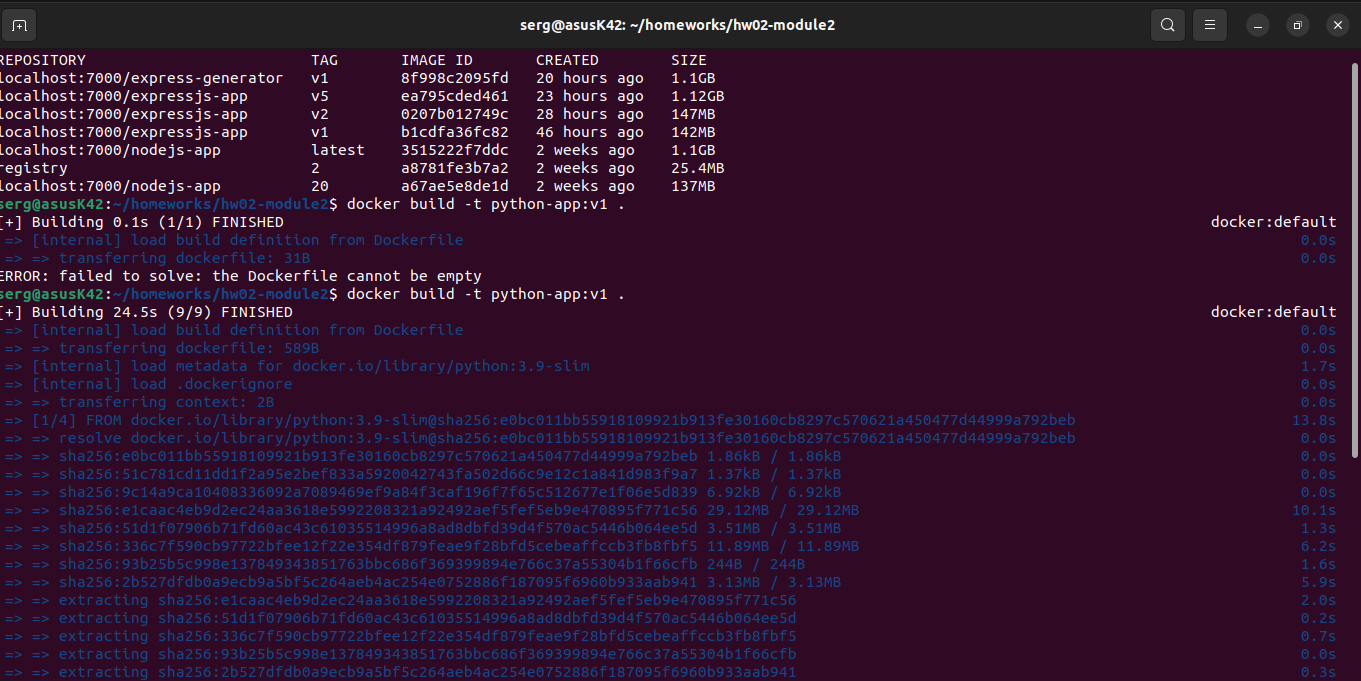 serg@asusK42: ~/homeworks/hw02-module2
REPOSITORY TAG IMAGE ID CREATED SIZE
localhost:7000/express-generator v1 8f998c2095fd 20 hours ago 1.1GB
localhost:7000/expressjs-app v5 ea795cded461 23 hours ago 1.12GB
localhost:7000/expressjs-app v2 0207b012749c 28 hours ago 147MB
localhost:7000/expressjs-app v1 b1cdfa36fc82 46 hours ago 142MB
localhost:7000/nodejs-app latest 3515222f7ddc 2 weeks ago 1.1GB
registry 2 a8781fe3b7a2 2 weeks ago 25.4MB
localhost:7000/nodejs-app 20 a67ae5e8de1d 2 weeks ago 137MB
serg@asusK42:~/homeworks/hw02-module2$ docker build -t python-app:v1 .
[+] Building 0.1s (1/1) FINISHED docker:default
=> [internal] load build definition from Dockerfile 0.0s
=> => transferring dockerfile: 31B 0.0s
ERROR: failed to solve: the Dockerfile cannot be empty
serg@asusK42:~/homeworks/hw02-module2$ docker build -t python-app:v1 .
[+] Building 24.5s (9/9) FINISHED docker:default
=> [internal] load build definition from Dockerfile 0.0s
=> => transferring dockerfile: 589B 0.0s
=> [internal] load metadata for docker.io/library/python:3.9-slim 1.7s
=> [internal] load .dockerignore 0.0s
=> => transferring context: 2B 0.0s
=> [1/4] FROM docker.io/library/python:3.9-slim@sha256:e0bc011bb55918109921b913fe30160cb8297c570621a450477d44999a792beb 13.8s
=> => resolve docker.io/library/python:3.9-slim@sha256:e0bc011bb55918109921b913fe30160cb8297c570621a450477d44999a792beb 0.0s
=> => sha256:e0bc011bb55918109921b913fe30160cb8297c570621a450477d44999a792beb 1.86kB / 1.86kB 0.0s
=> => sha256:51c781cd11dd1f2a95e2bef833a5920042743fa502d66c9e12c1a841d983f9a7 1.37kB / 1.37kB 0.0s
=> => sha256:9c14a9ca10408336092a7089469ef9a84f3caf196f7f65c512677e1f06e5d839 6.92kB / 6.92kB 0.0s
=> => sha256:e1caac4eb9d2ec24aa3618e5992208321a92492aef5fef5eb9e470895f771c56 29.12MB / 29.12MB 10.1s
=> => sha256:51d1f07906b71fd60ac43c61035514996a8ad8dbfd39d4f570ac5446b064ee5d 3.51MB / 3.51MB 1.3s
=> => sha256:336c7f590cb97722bfee12f22e354df879feae9f28bfd5cebeaffccb3fb8fbf5 11.89MB / 11.89MB 6.2s
=> => sha256:93b25b5c998e137849343851763bbc686f369399894e766c37a55304b1f66cfb 244B / 244B 1.6s
=> => sha256:2b527dfdb0a9ecb9a5bf5c264aeb4ac254e0752886f187095f6960b933aab941 3.13MB / 3.13MB 5.9s
=> => extracting sha256:e1caac4eb9d2ec24aa3618e5992208321a92492aef5fef5eb9e470895f771c56 2.0s
=> => extracting sha256:51d1f07906b71fd60ac43c61035514996a8ad8dbfd39d4f570ac5446b064ee5d 0.2s
=> => extracting sha256:336c7f590cb97722bfee12f22e354df879feae9f28bfd5cebeaffccb3fb8fbf5 0.7s
=> => extracting sha256:93b25b5c998e137849343851763bbc686f369399894e766c37a55304b1f66cfb 0.0s
=> => extracting sha256:2b527dfdb0a9ecb9a5bf5c264aeb4ac254e0752886f187095f6960b933aab941 0.3s